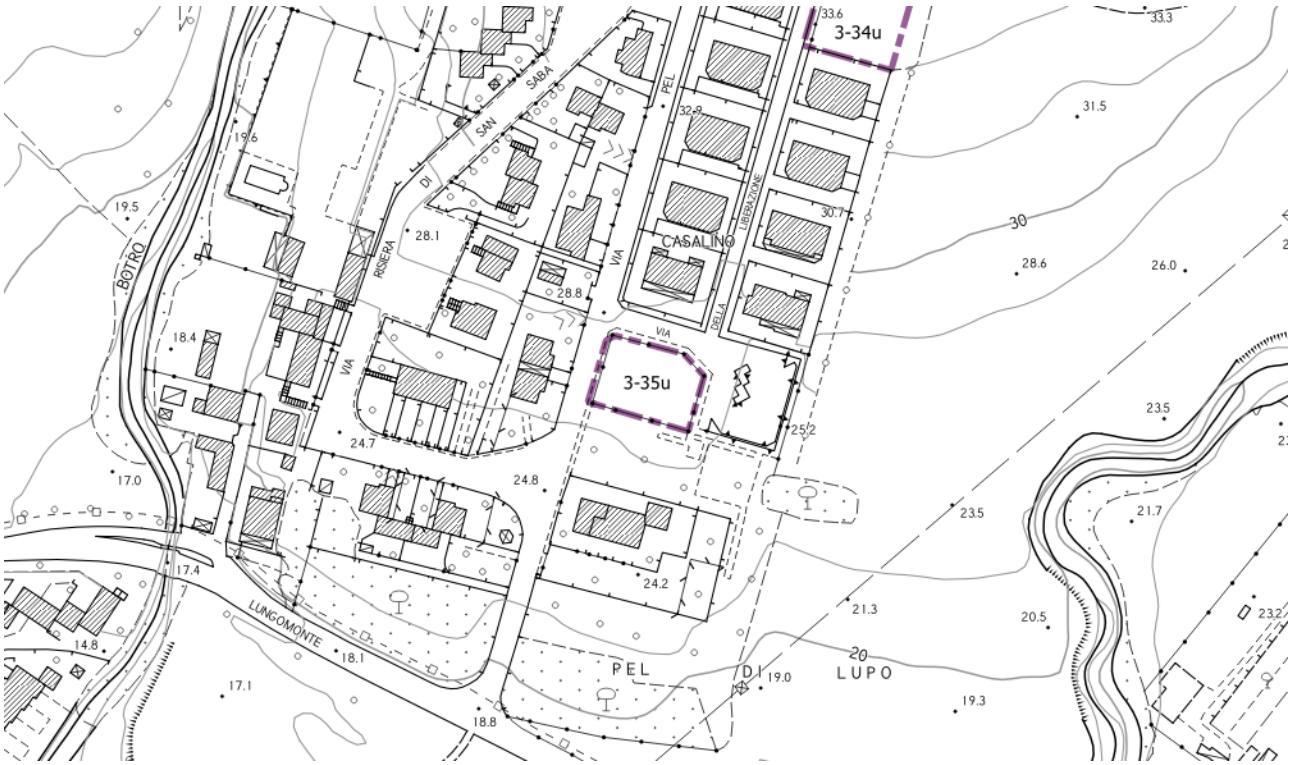 33.6
3-34u
33.3
SABA
PEL
32.9
31.5
SAN
19.6
DI
LIBERAZIONE
19.5
30.7
30
28.1
CASALINO
BOTRO
RISIERA
VIA
28.6
26.0
28.8
DELLA
VIA
18.4
VIA
3-35u
23.5
25.2
24.7
17.0
24.8
23.5
21.7
17.4
24.2
21.3
23.2
LUNGOMONTE
20.5
14.8
18.1
20
PEL DI LUPO
17.1
19.0
19.3
18.8